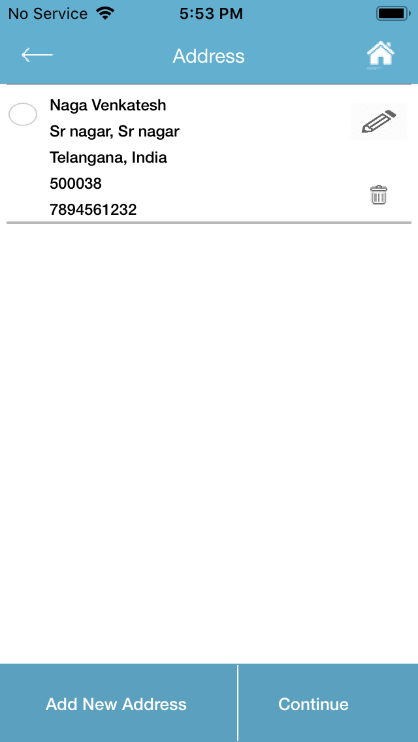 No Service 5:53 PM
Address
Naga Venkatesh
Sr nagar, Sr nagar
Telangana, India
500038
7894561232
Add New Address Continue